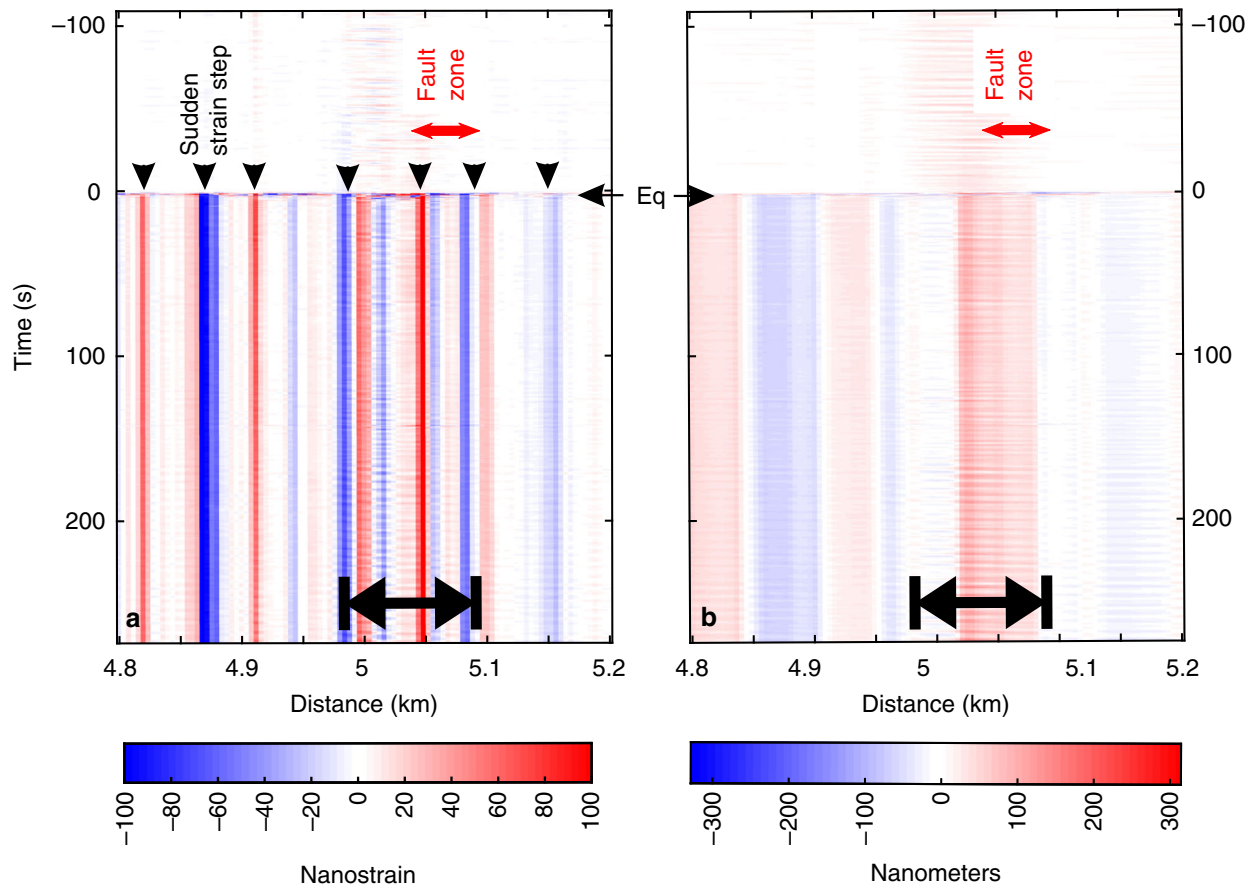 −100
0
100
200
Time (s)
Sudden
strain step
Fault
zone
a
4.8
4.9
5
5.1
5.2
Distance (km)
−100
−80
−60
−40
−20
0
20
40
60
80
100
Nanostrain
Eq
Fault
zone
b
−100
0
100
200
4.8
4.9
5
5.1
5.2
Distance (km)
−300
−200
−100
0
100
200
300
Nanometers